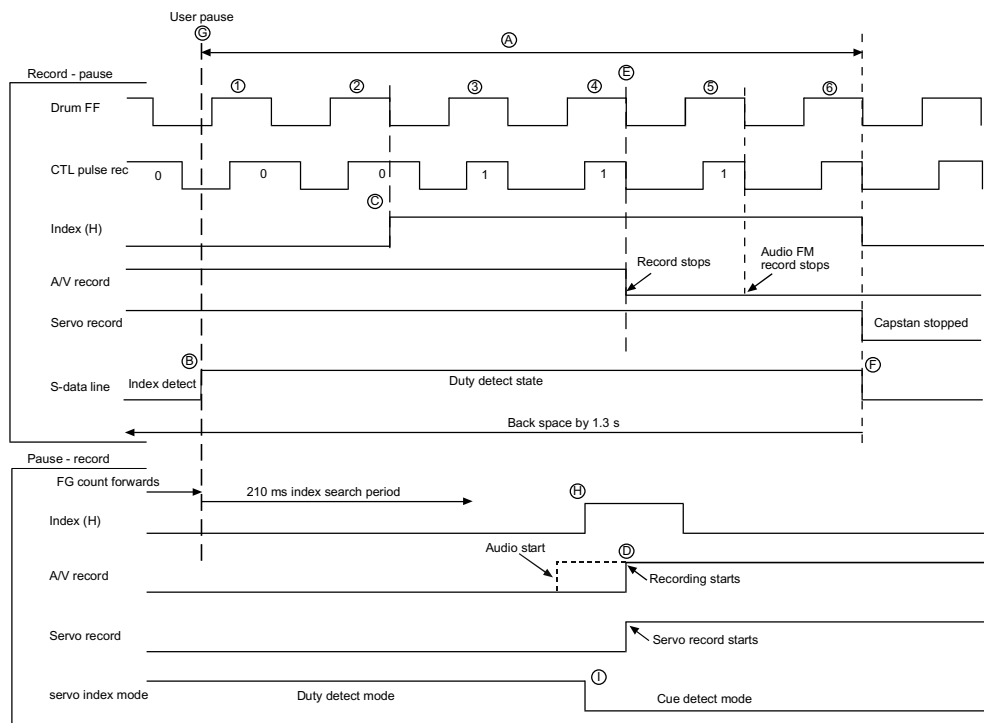 User pause
G
A
Record - pause
E
1 2 3 4 5 6
Drum FF
CTL pulse rec
0 0 0 1 1 1
C
Index (H)
Record stops
Audio FM
record stops
A/V record
Servo record
Capstan stopped
B
F
S-data line
Index detect
Duty detect state
Back space by 1.3 s
Pause - record
FG count forwards
210 ms index search period
H
Index (H)
Audio start
D
A/V record
Recording starts
Servo record
Servo record starts
I
servo index mode
Duty detect mode
Cue detect mode